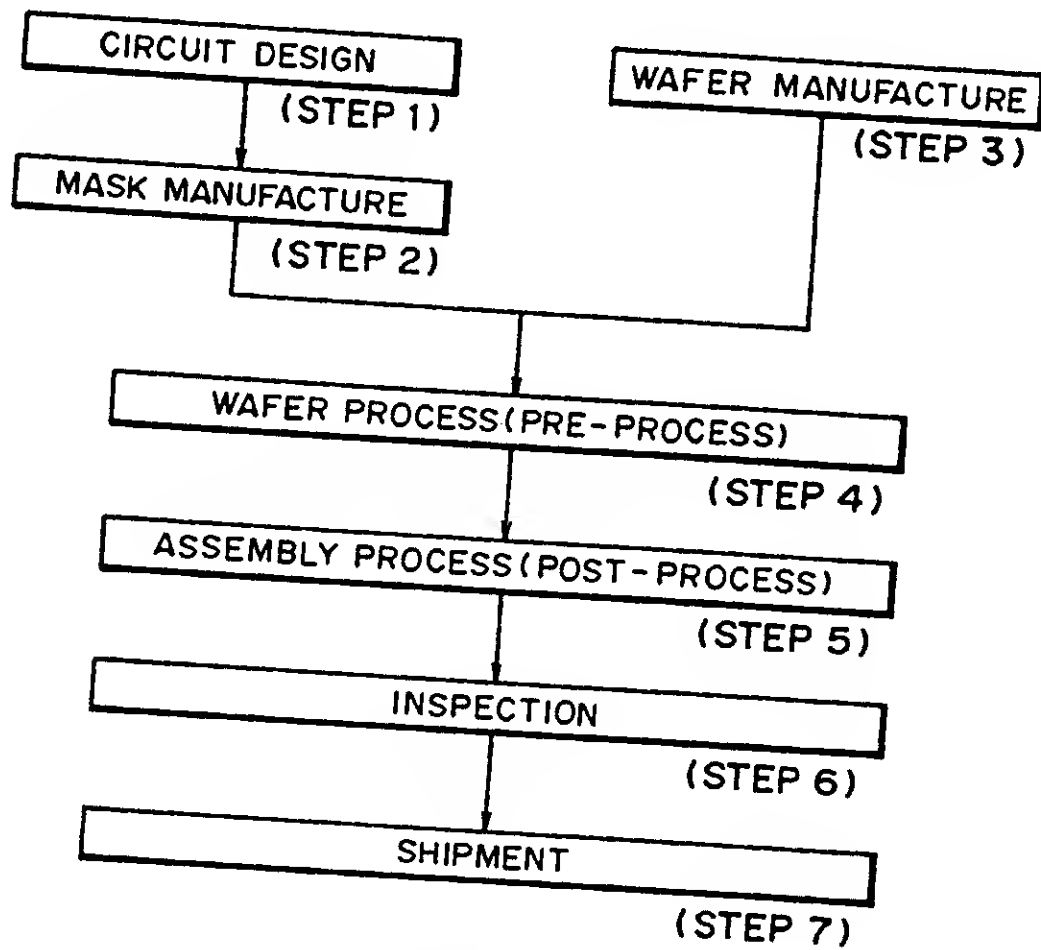 CIRCUIT DESIGN
(STEP 1)
MASK MANUFACTURE
(STEP 2)
WAFER MANUFACTURE
(STEP 3)
WAFER PROCESS(PRE-PROCESS)
(STEP 4)
ASSEMBLY PROCESS(POST-PROCESS)
(STEP 5)
INSPECTION
(STEP 6)
SHIPMENT
(STEP 7)